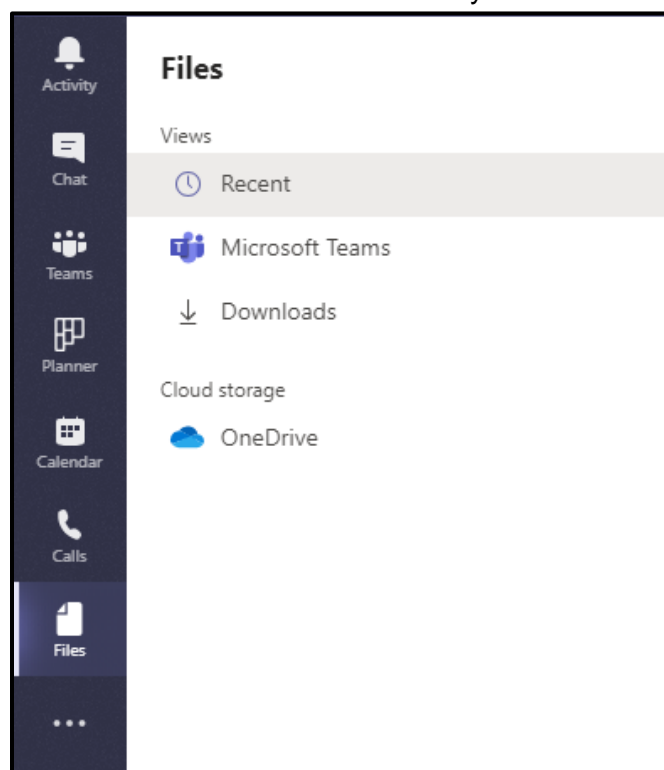 Activity
Chat
Teams
Planner
Calendar
Calls
Files
Files
Views
Recent
Microsoft Teams
Downloads
Cloud storage
OneDrive